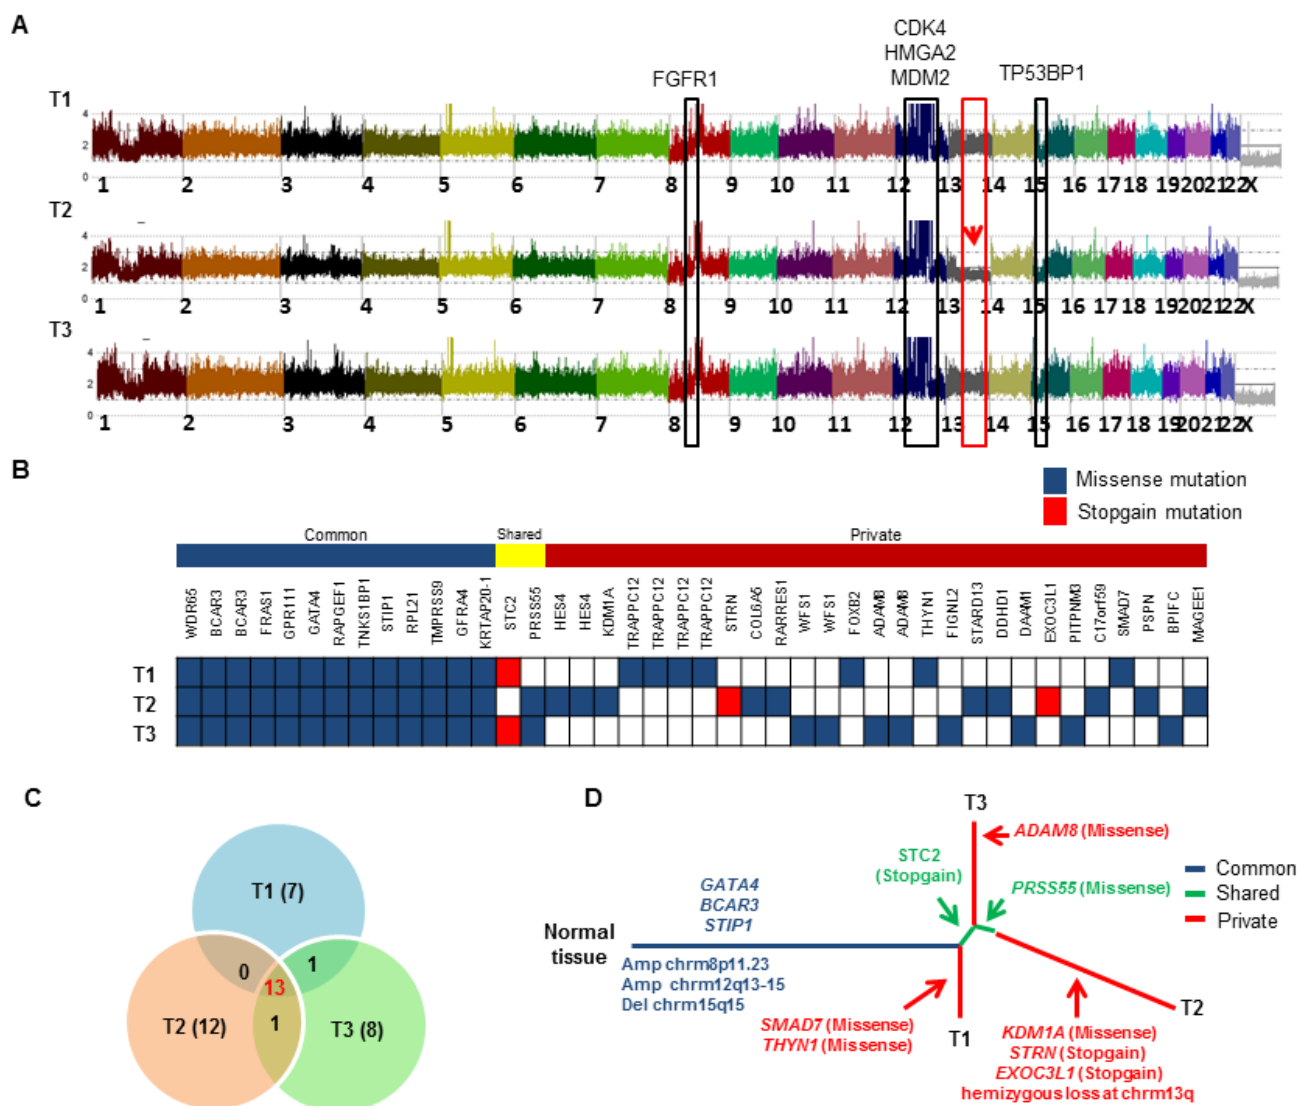 A
CDK4
HMGA2
MDM2
FGFR1
TP53BP1
T1
4
2
0
1 2 3 4 5 6 7 8 9 10 11 12 13 14 15 16 17 18 19 20 21 22 X
T2
4
2
0
1 2 3 4 5 6 7 8 9 10 11 12 13 14 15 16 17 18 19 20 21 22 X
T3
4
2
0
1 2 3 4 5 6 7 8 9 10 11 12 13 14 15 16 17 18 19 20 21 22 X
B
Missense mutation
Stopgain mutation
Common Shared Private
WDR65 BCAR3 BCAR3 FRAS1 GPR111 GATA4 RAPGEF1 TNKS1BP1 STIP1 RPL21 TMPRSS9 GFRA4 KRTAP20-1 STC2 PRSS55 HES4 HES4 KDM1A TRAPPC12 TRAPPC12 TRAPPC12 TRAPPC12 STRN COL6A5 RARRES1 WFS1 WFS1 FOXB2 ADAM8 ADAM8 THYN1 FIGNL2 STARD13 DDHD1 DAAM1 EXOC3L1 PITPNM3 C17orf59 SMAD7 PSPN BPIFC MAGEE1
T1
T2
T3
C
T1 (7)
0
1
13
T2 (12)
1
T3 (8)
D
T3
ADAM8 (Missense)
STC2
(Stopgain)
PRSS55 (Missense)
Common
Shared
Private
GATA4
BCAR3
STIP1
Normal
tissue
Amp chrm8p11.23
Amp chrm12q13-15
Del chrm15q15
SMAD7 (Missense)
THYN1 (Missense)
T1
T2
KDM1A (Missense)
STRN (Stopgain)
EXOC3L1 (Stopgain)
hemizygous loss at chrm13q